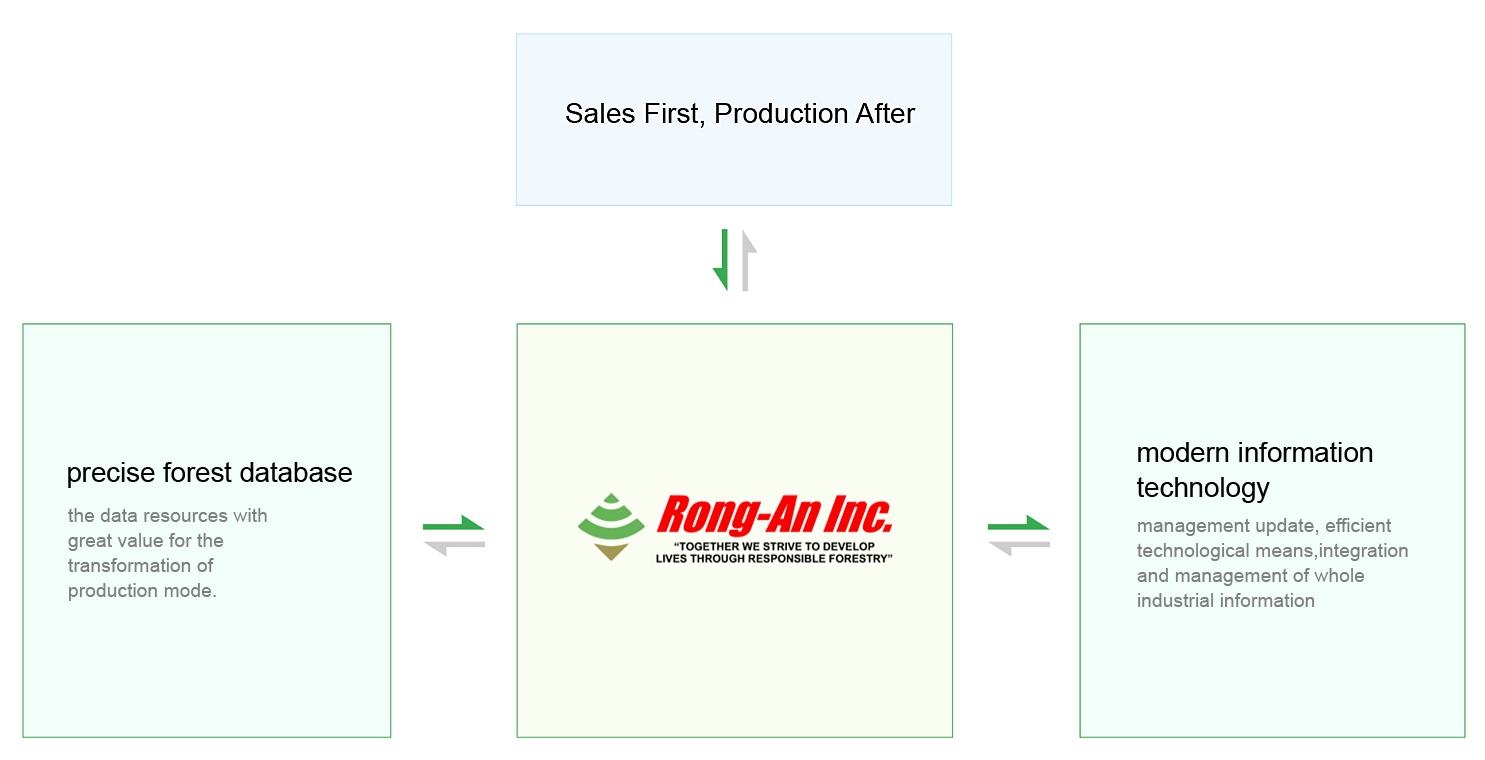 Sales First, Production After
precise forest database
the data resources with
great value for the
transformation of
production mode.
Rong-An Inc.
“TOGETHER WE STRIVE TO DEVELOP
LIVES THROUGH RESPONSIBLE FORESTRY”
modern information
technology
management update, efficient
technological means,integration
and management of whole
industrial information